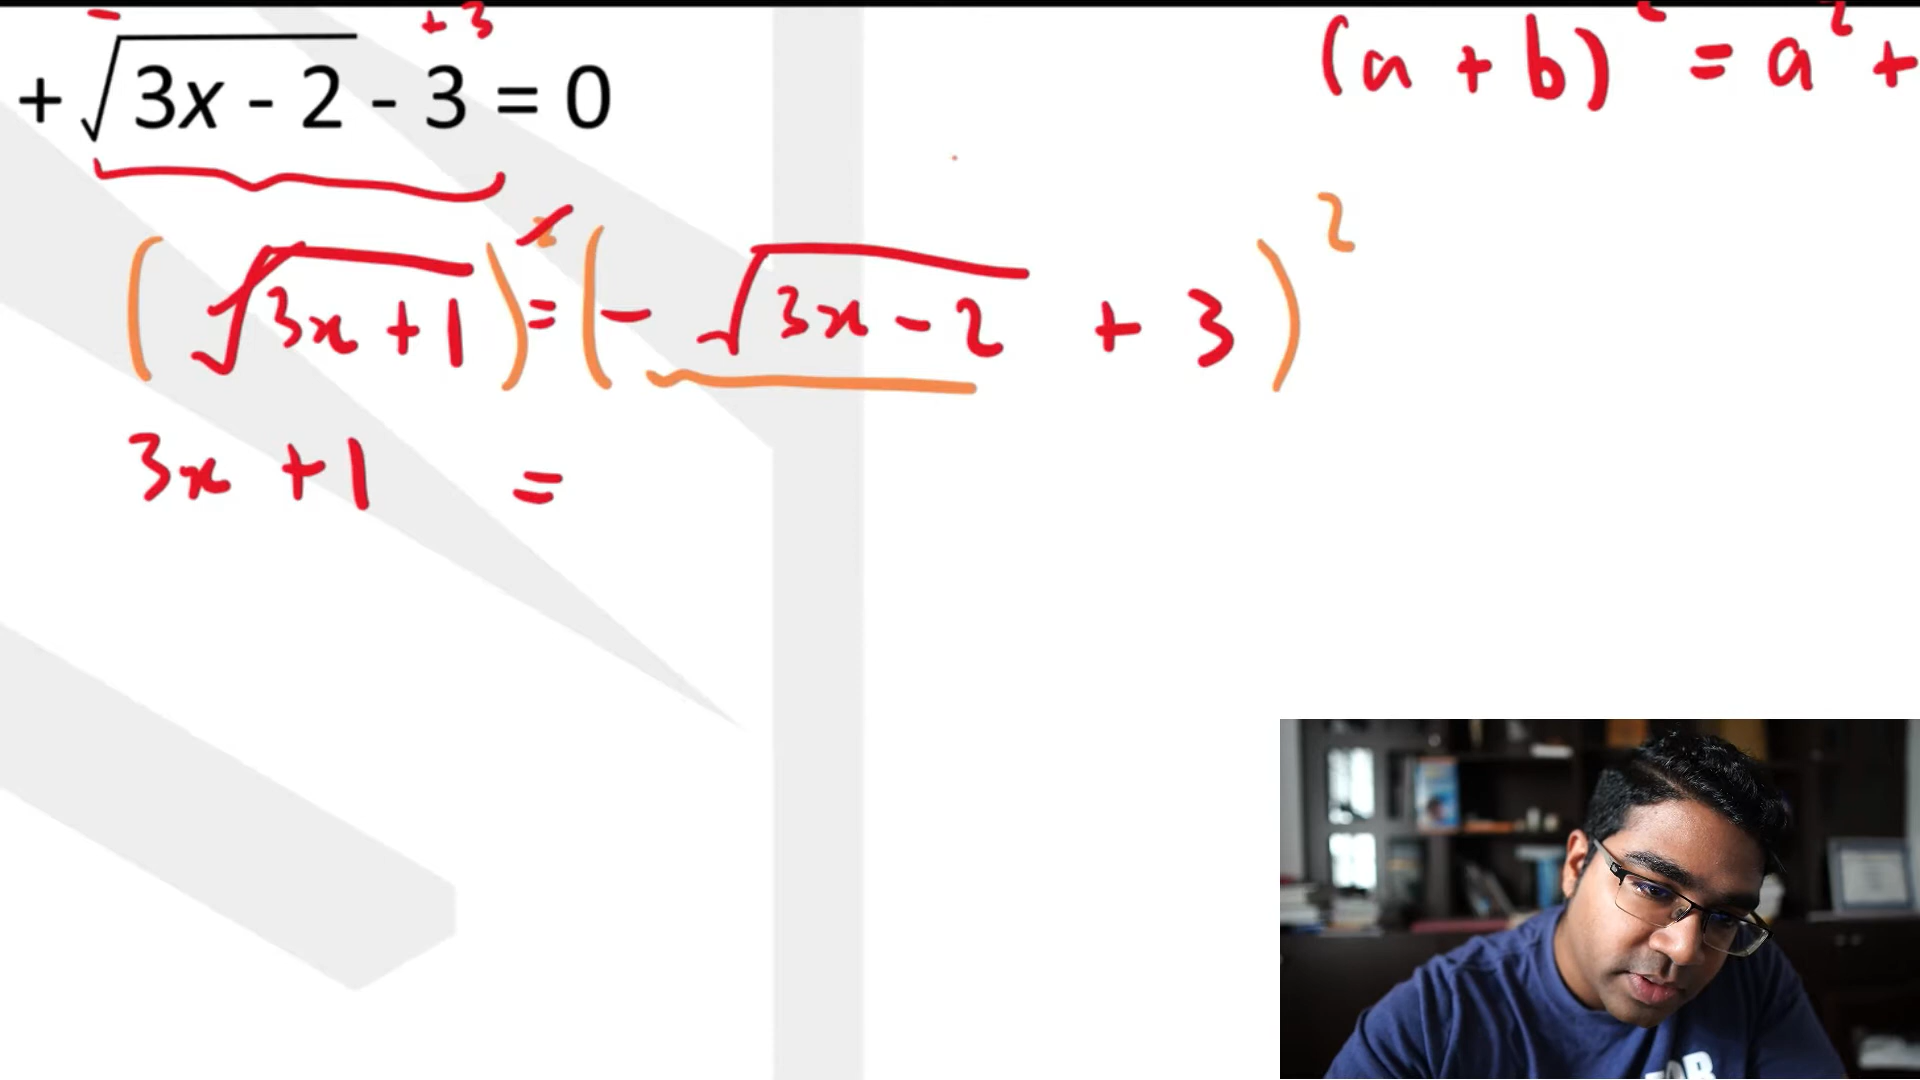 - +3
+ √3x - 2 - 3 = 0
(a + b)² = a² +
(√3x + 1)² = (- √3x - 2 + 3)²
3x + 1 =